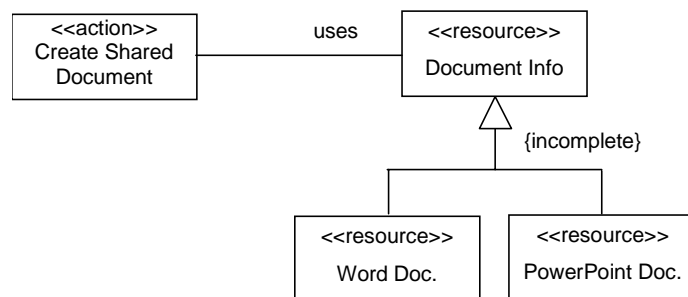 <<action>>
Create Shared
Document
uses
<<resource>>
Document Info
{incomplete}
<<resource>>
Word Doc.
<<resource>>
PowerPoint Doc.